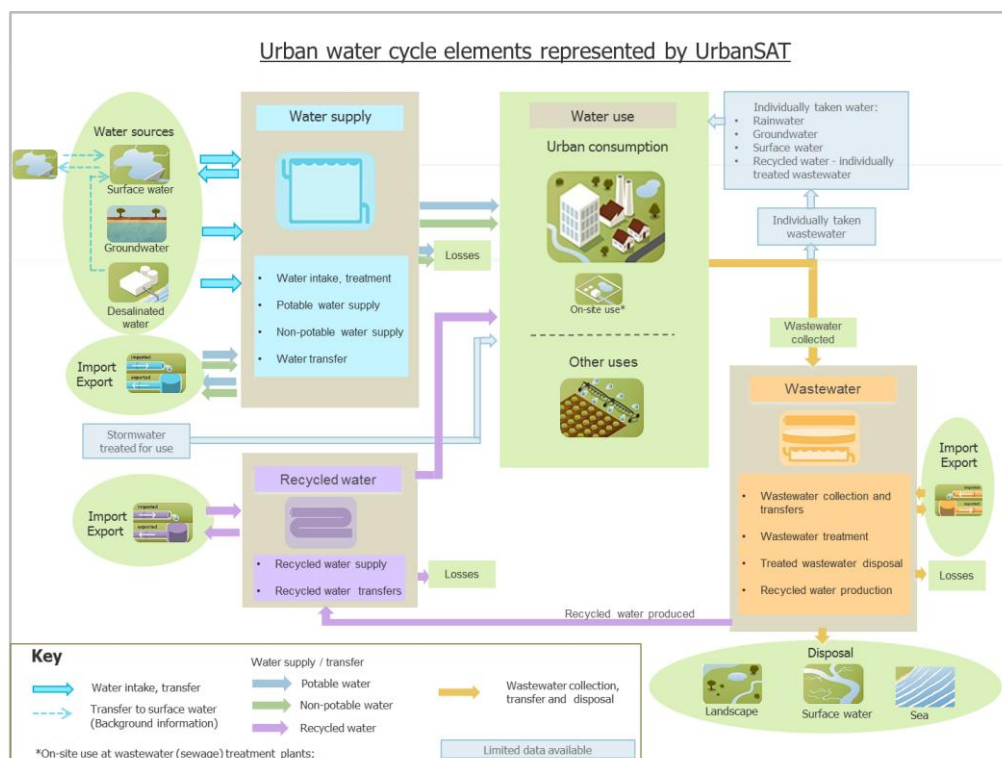 Urban water cycle elements represented by UrbanSAT
Water sources
Surface water
Groundwater
Desalinated
water
Import
Export
imported
exported
Stormwater
treated for use
Water supply
• Water intake, treatment
• Potable water supply
• Non-potable water supply
• Water transfer
Losses
Water use
Urban consumption
On-site use*
Other uses
Individually taken water:
• Rainwater
• Groundwater
• Surface water
• Recycled water - individually
treated wastewater
Individually taken
wastewater
Wastewater
collected
Import
Export
imported
exported
Recycled water
• Recycled water supply
• Recycled water transfers
Losses
Wastewater
• Wastewater collection and
transfers
• Wastewater treatment
• Treated wastewater disposal
• Recycled water production
Import
Export
imported
exported
Losses
Recycled water produced
Disposal
Landscape
Surface water
Sea
Key
Water intake, transfer
Transfer to surface water
(Background information)
Water supply / transfer
Potable water
Non-potable water
Recycled water
Wastewater collection,
transfer and disposal
Limited data available
*On-site use at wastewater (sewage) treatment plants: